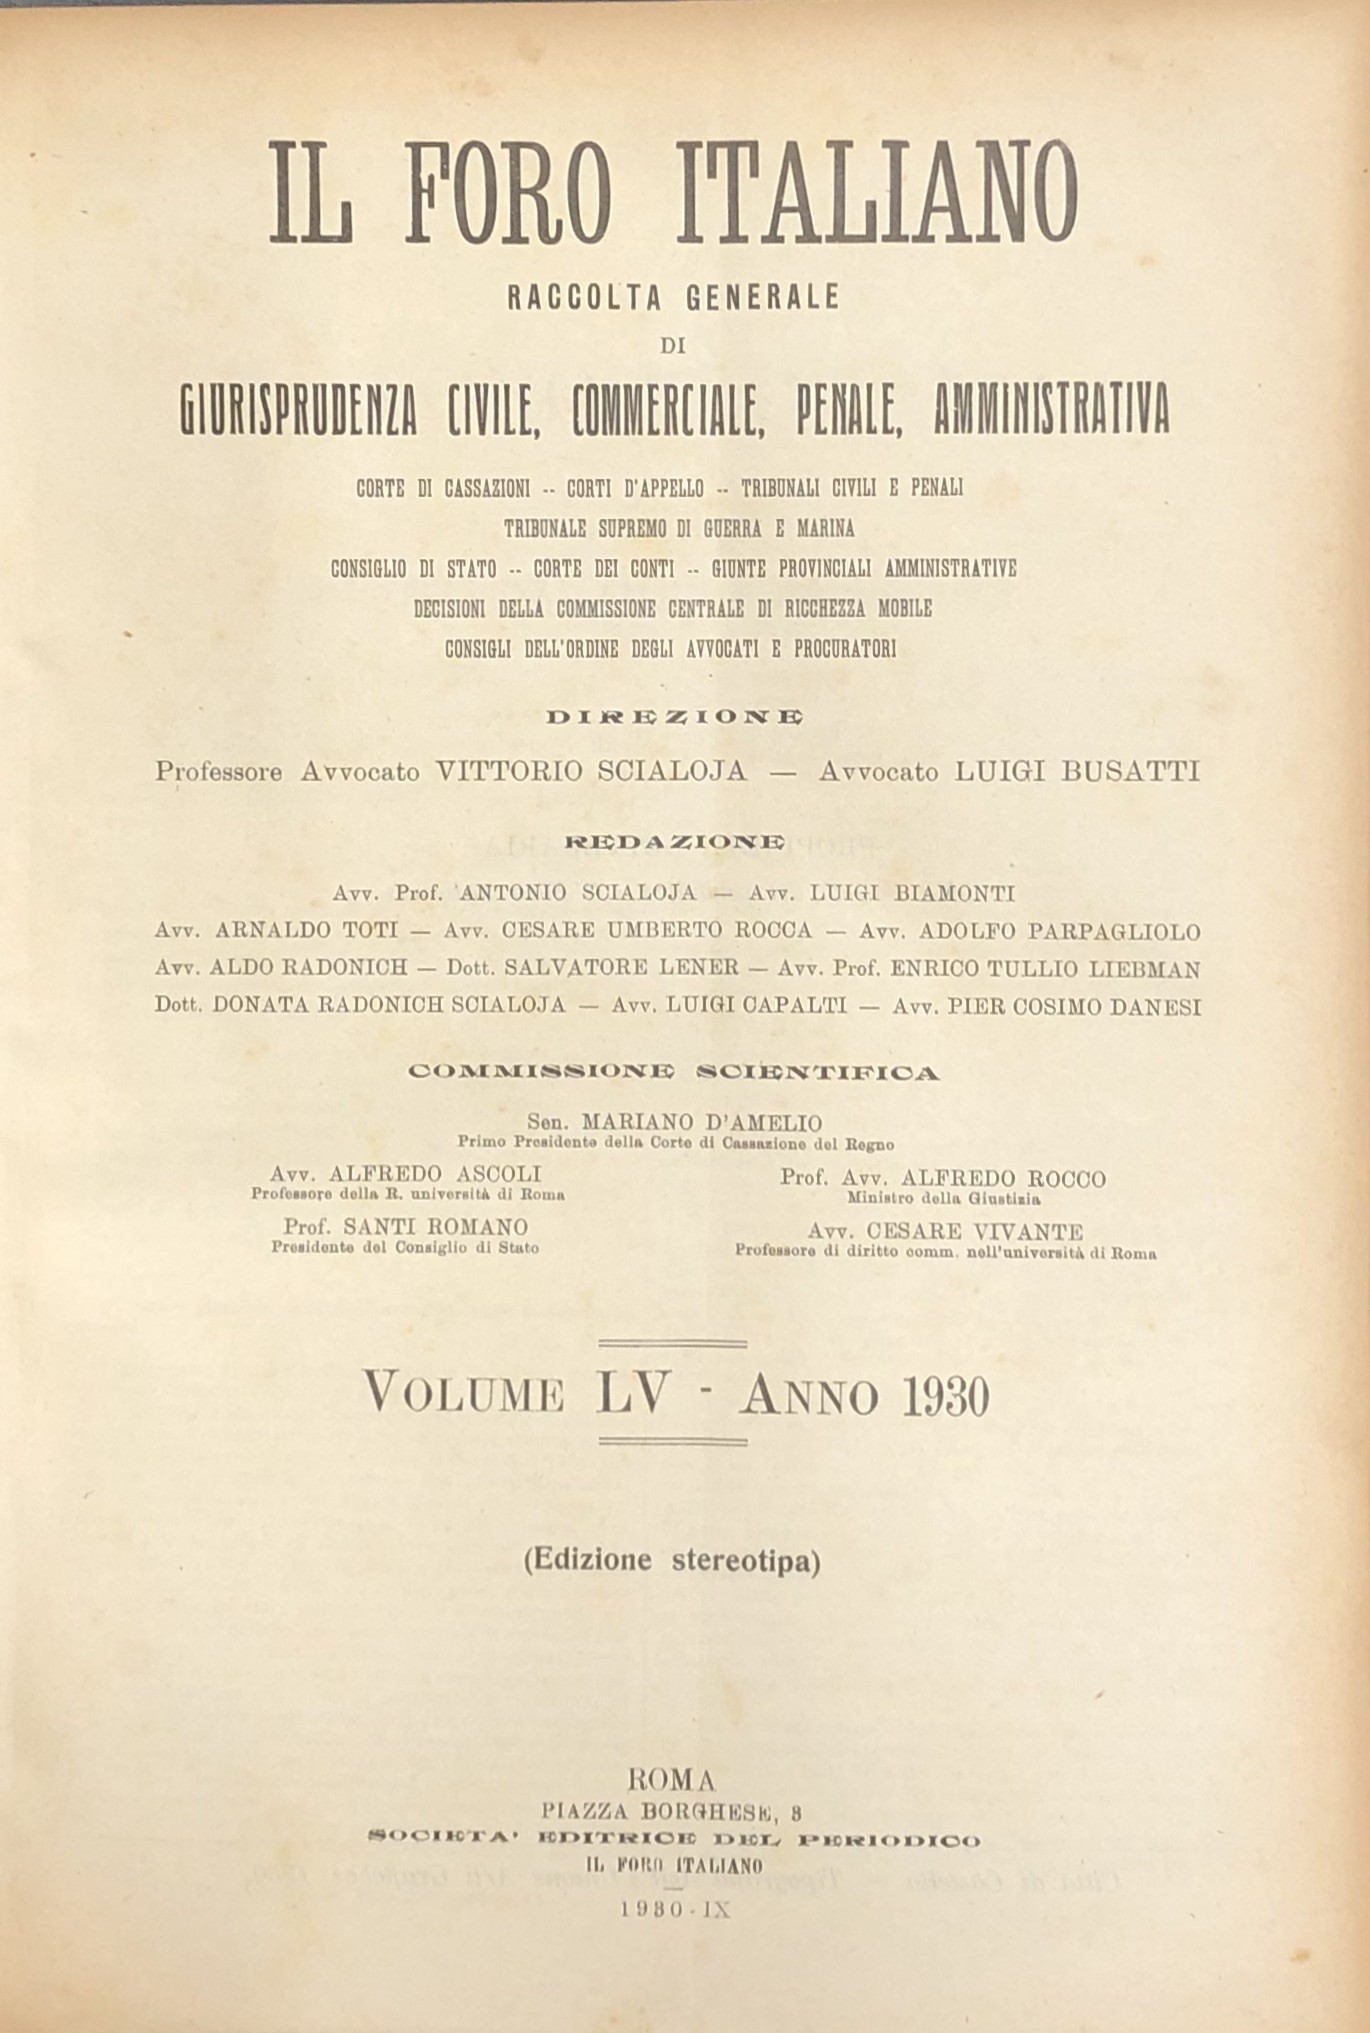 IL FORO ITALIANO
RACCOLTA GENERALE
DI
GIURISPRUDENZA CIVILE, COMMERCIALE, PENALE, AMMINISTRATIVA
CORTE DI CASSAZIONI -- CORTI D'APPELLO -- TRIBUNALI CIVILI E PENALI
TRIBUNALE SUPREMO DI GUERRA E MARINA
CONSIGLIO DI STATO -- CORTE DEI CONTI -- GIUNTE PROVINCIALI AMMINISTRATIVE
DECISIONI DELLA COMMISSIONE CENTRALE DI RICCHEZZA MOBILE
CONSIGLI DELL'ORDINE DEGLI AVVOCATI E PROCURATORI
DIREZIONE
Professore Avvocato VITTORIO SCIALOJA — Avvocato LUIGI BUSATTI
REDAZIONE
Avv. Prof. ANTONIO SCIALOJA — Avv. LUIGI BIAMONTI
Avv. ARNALDO TOTI — Avv. CESARE UMBERTO ROCCA — Avv. ADOLFO PARPAGLIOLO
Avv. ALDO RADONICH — Dott. SALVATORE LENER — Avv. Prof. ENRICO TULLIO LIEBMAN
Dott. DONATA RADONICH SCIALOJA — Avv. LUIGI CAPALTI — Avv. PIER COSIMO DANESI
COMMISSIONE SCIENTIFICA
Sen. MARIANO D'AMELIO
Primo Presidente della Corte di Cassazione del Regno
Avv. ALFREDO ASCOLI
Professore della R. università di Roma
Prof. Avv. ALFREDO ROCCO
Ministro della Giustizia
Prof. SANTI ROMANO
Presidente del Consiglio di Stato
Avv. CESARE VIVANTE
Professore di diritto comm. nell'università di Roma
VOLUME LV - ANNO 1930
(Edizione stereotipa)
ROMA
PIAZZA BORGHESE, 3
SOCIETA' EDITRICE DEL PERIODICO
IL FORO ITALIANO
1930-IX